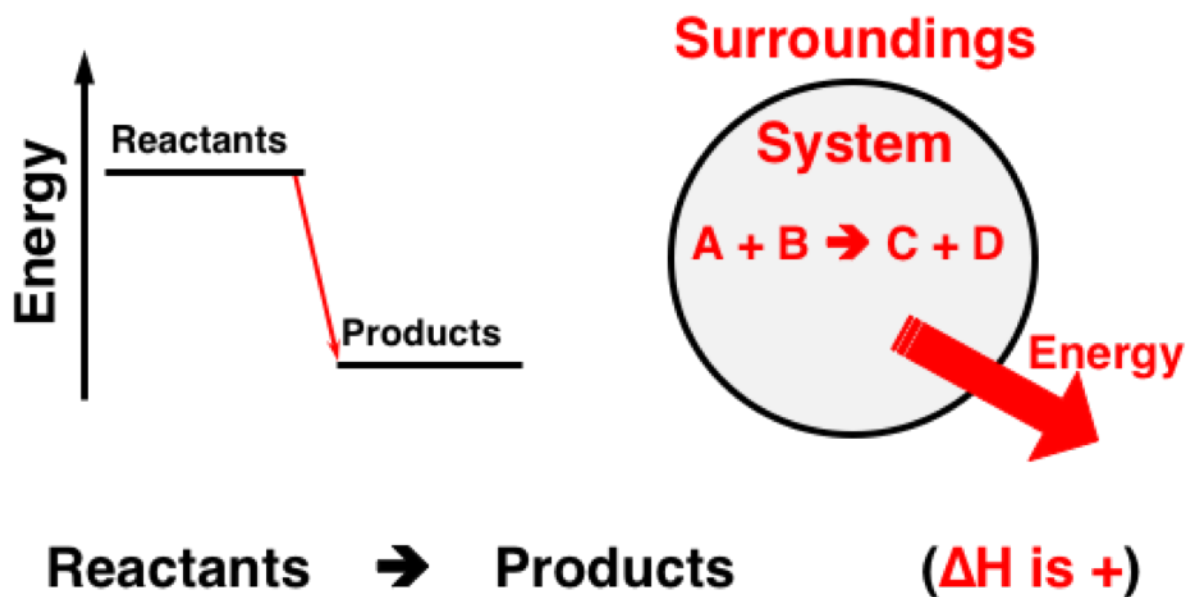 Energy
Reactants
Products
Surroundings
System
A + B ➔ C + D
Energy
Reactants ➔ Products (ΔH is +)